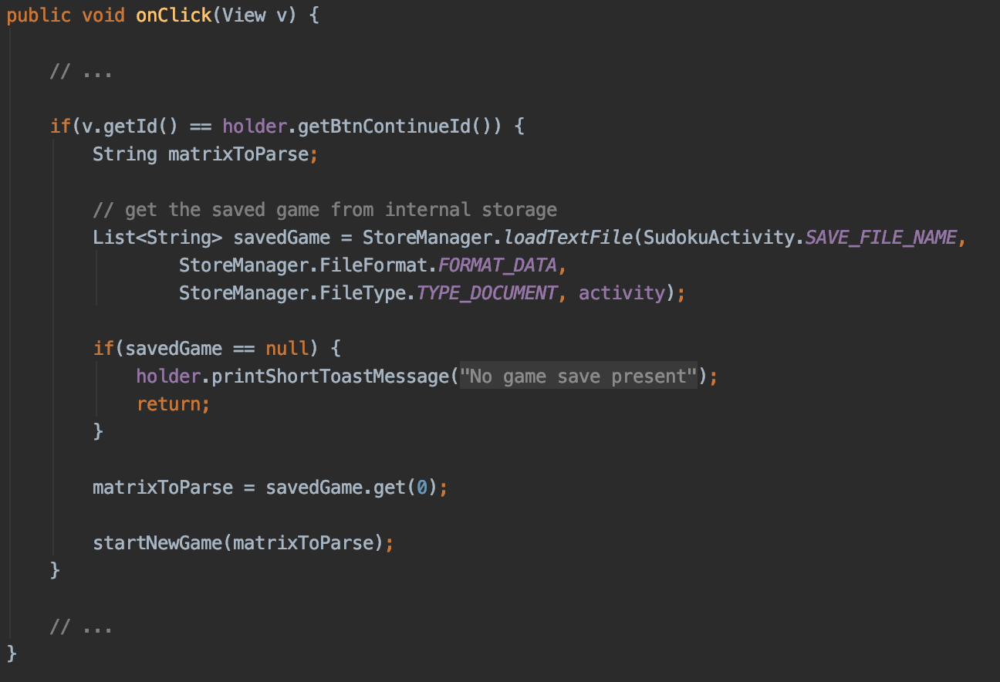 public void onClick(View v) {
// ...
if(v.getId() == holder.getBtnContinueId()) {
String matrixToParse;
// get the saved game from internal storage
List<String> savedGame = StoreManager.loadTextFile(SudokuActivity.SAVE_FILE_NAME,
StoreManager.FileFormat.FORMAT_DATA,
StoreManager.FileType.TYPE_DOCUMENT, activity);
if(savedGame == null) {
holder.printShortToastMessage("No game save present");
return;
}
matrixToParse = savedGame.get(0);
startNewGame(matrixToParse);
}
// ...
}